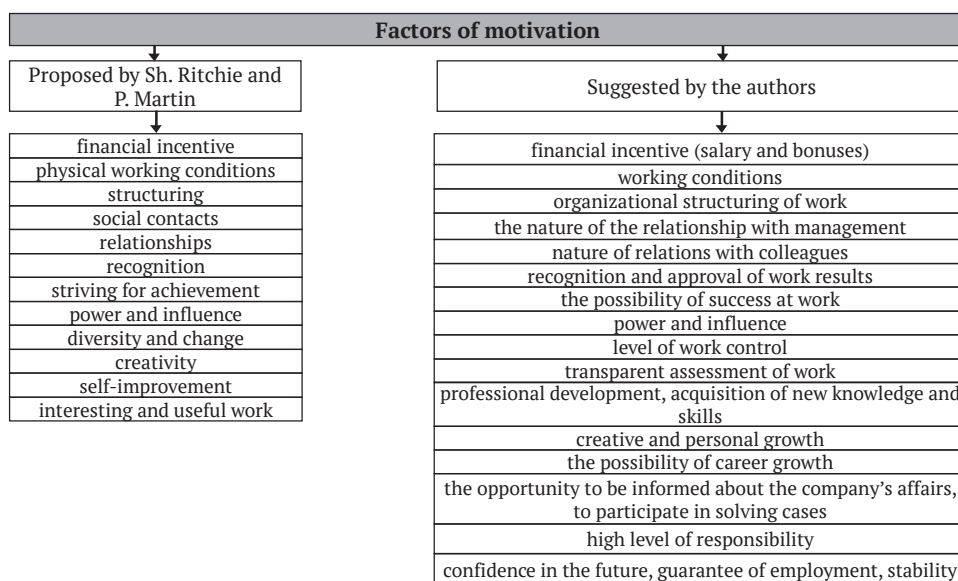 Factors of motivation
Proposed by Sh. Ritchie and
P. Martin
financial incentive
physical working conditions
structuring
social contacts
relationships
recognition
striving for achievement
power and influence
diversity and change
creativity
self-improvement
interesting and useful work
Suggested by the authors
financial incentive (salary and bonuses)
working conditions
organizational structuring of work
the nature of the relationship with management
nature of relations with colleagues
recognition and approval of work results
the possibility of success at work
power and influence
level of work control
transparent assessment of work
professional development, acquisition of new knowledge and
skills
creative and personal growth
the possibility of career growth
the opportunity to be informed about the company’s affairs,
to participate in solving cases
high level of responsibility
confidence in the future, guarantee of employment, stability